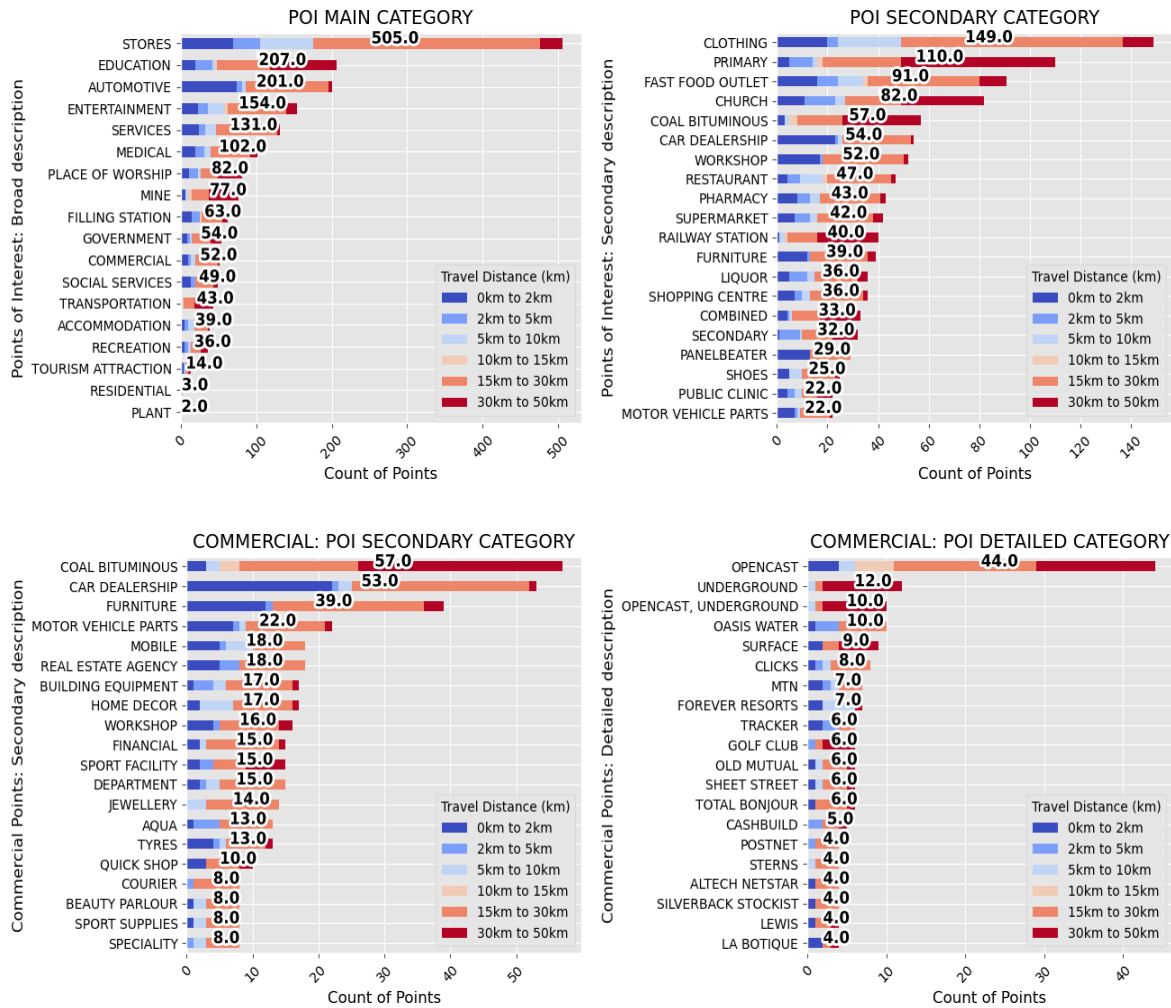 POI MAIN CATEGORY
Points of Interest: Broad description
STORES 505.0
EDUCATION 207.0
AUTOMOTIVE 201.0
ENTERTAINMENT 154.0
SERVICES 131.0
MEDICAL 102.0
PLACE OF WORSHIP 82.0
MINE 77.0
FILLING STATION 63.0
GOVERNMENT 54.0
COMMERCIAL 52.0
SOCIAL SERVICES 49.0
TRANSPORTATION 43.0
ACCOMMODATION 39.0
RECREATION 36.0
TOURISM ATTRACTION 14.0
RESIDENTIAL 3.0
PLANT 2.0
Travel Distance (km)
0km to 2km
2km to 5km
5km to 10km
10km to 15km
15km to 30km
30km to 50km
0 100 200 300 400 500
Count of Points
POI SECONDARY CATEGORY
Points of Interest: Secondary description
CLOTHING 149.0
PRIMARY 110.0
FAST FOOD OUTLET 91.0
CHURCH 82.0
COAL BITUMINOUS 57.0
CAR DEALERSHIP 54.0
WORKSHOP 52.0
RESTAURANT 47.0
PHARMACY 43.0
SUPERMARKET 42.0
RAILWAY STATION 40.0
FURNITURE 39.0
LIQUOR 36.0
SHOPPING CENTRE 36.0
COMBINED 33.0
SECONDARY 32.0
PANELBEATER 29.0
SHOES 25.0
PUBLIC CLINIC 22.0
MOTOR VEHICLE PARTS 22.0
Travel Distance (km)
0km to 2km
2km to 5km
5km to 10km
10km to 15km
15km to 30km
30km to 50km
0 20 40 60 80 100 120 140
Count of Points
COMMERCIAL: POI SECONDARY CATEGORY
Commercial Points: Secondary description
COAL BITUMINOUS 57.0
CAR DEALERSHIP 53.0
FURNITURE 39.0
MOTOR VEHICLE PARTS 22.0
MOBILE 18.0
REAL ESTATE AGENCY 18.0
BUILDING EQUIPMENT 17.0
HOME DECOR 17.0
WORKSHOP 16.0
FINANCIAL 15.0
SPORT FACILITY 15.0
DEPARTMENT 15.0
JEWELLERY 14.0
AQUA 13.0
TYRES 13.0
QUICK SHOP 10.0
COURIER 8.0
BEAUTY PARLOUR 8.0
SPORT SUPPLIES 8.0
SPECIALITY 8.0
Travel Distance (km)
0km to 2km
2km to 5km
5km to 10km
10km to 15km
15km to 30km
30km to 50km
0 10 20 30 40 50
Count of Points
COMMERCIAL: POI DETAILED CATEGORY
Commercial Points: Detailed description
OPENCAST 44.0
UNDERGROUND 12.0
OPENCAST, UNDERGROUND 10.0
OASIS WATER 10.0
SURFACE 9.0
CLICKS 8.0
MTN 7.0
FOREVER RESORTS 7.0
TRACKER 6.0
GOLF CLUB 6.0
OLD MUTUAL 6.0
SHEET STREET 6.0
TOTAL BONJOUR 6.0
CASHBUILD 5.0
POSTNET 4.0
STERNS 4.0
ALTECH NETSTAR 4.0
SILVERBACK STOCKIST 4.0
LEWIS 4.0
LA BOTIQUE 4.0
Travel Distance (km)
0km to 2km
2km to 5km
5km to 10km
10km to 15km
15km to 30km
30km to 50km
0 10 20 30 40
Count of Points